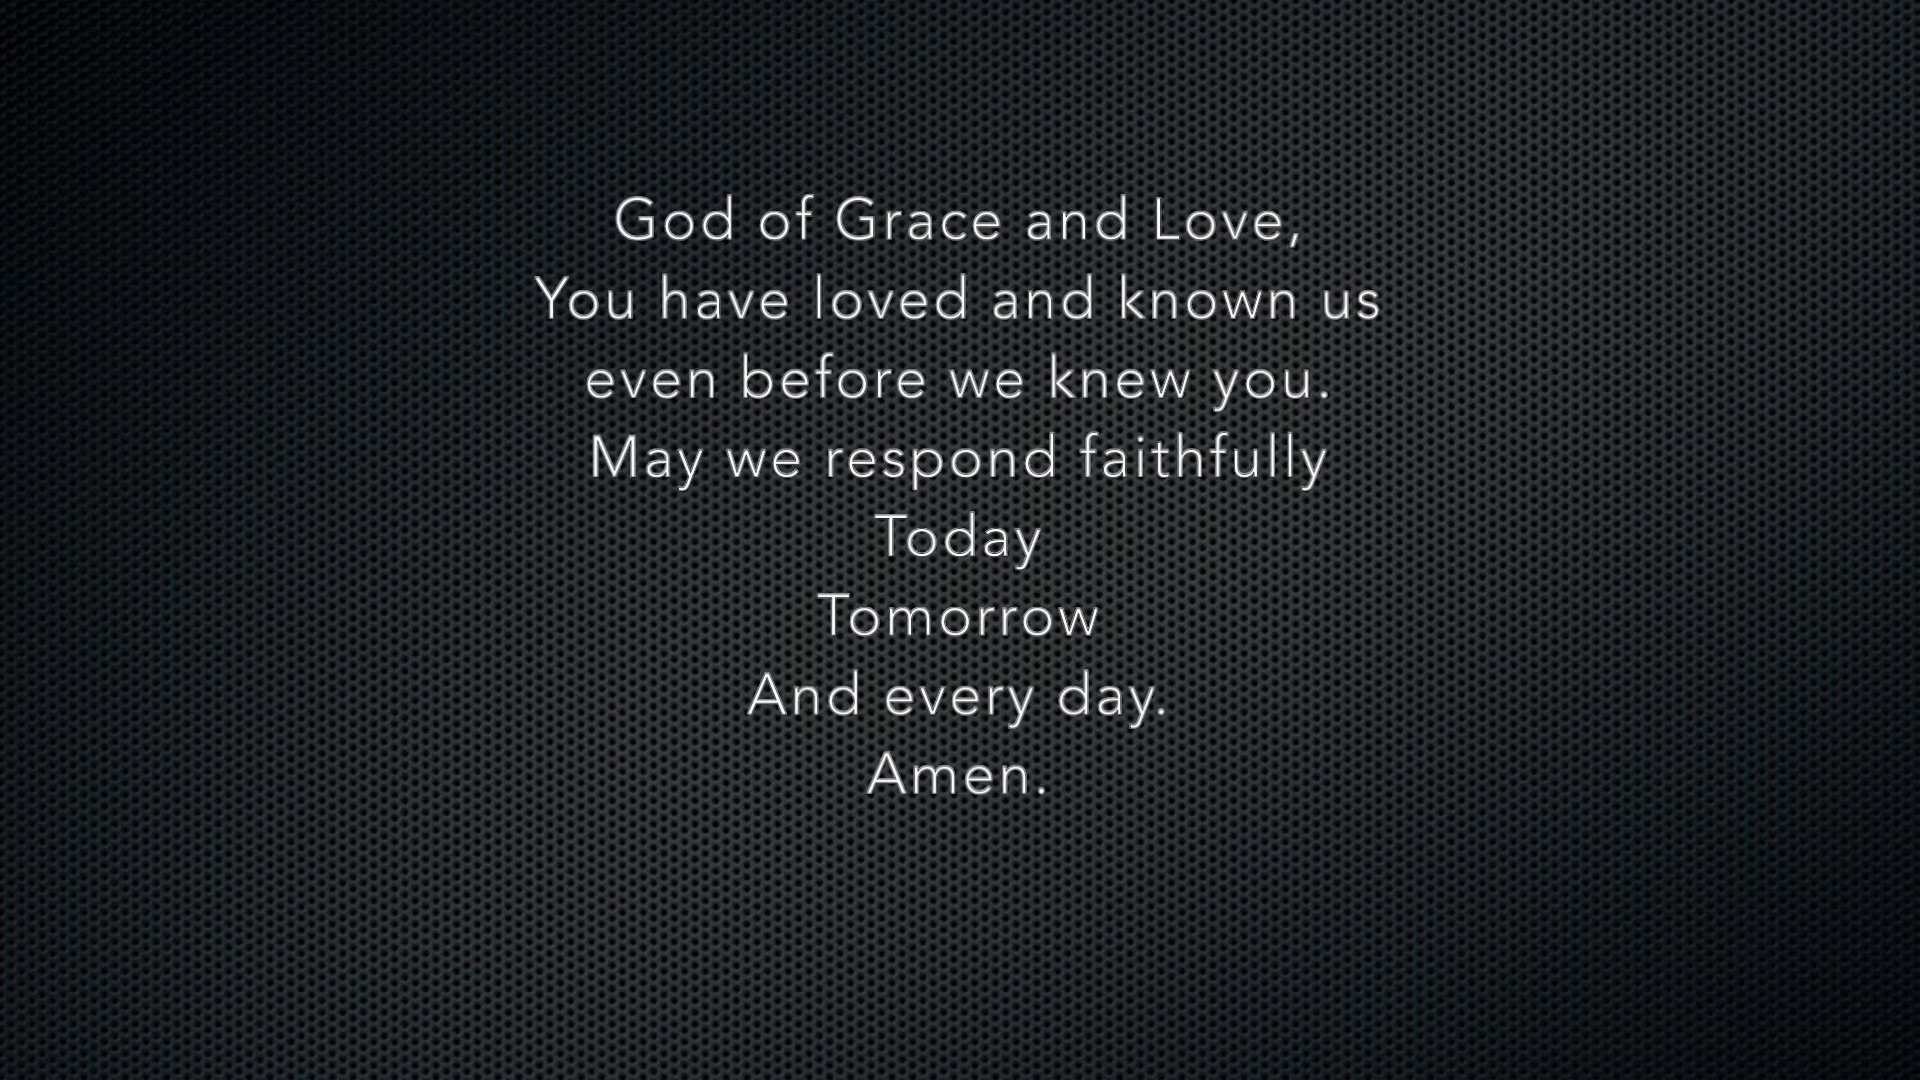 God of Grace and Love,
You have loved and known us
even before we knew you.
May we respond faithfully
Today
Tomorrow
And every day.
Amen.